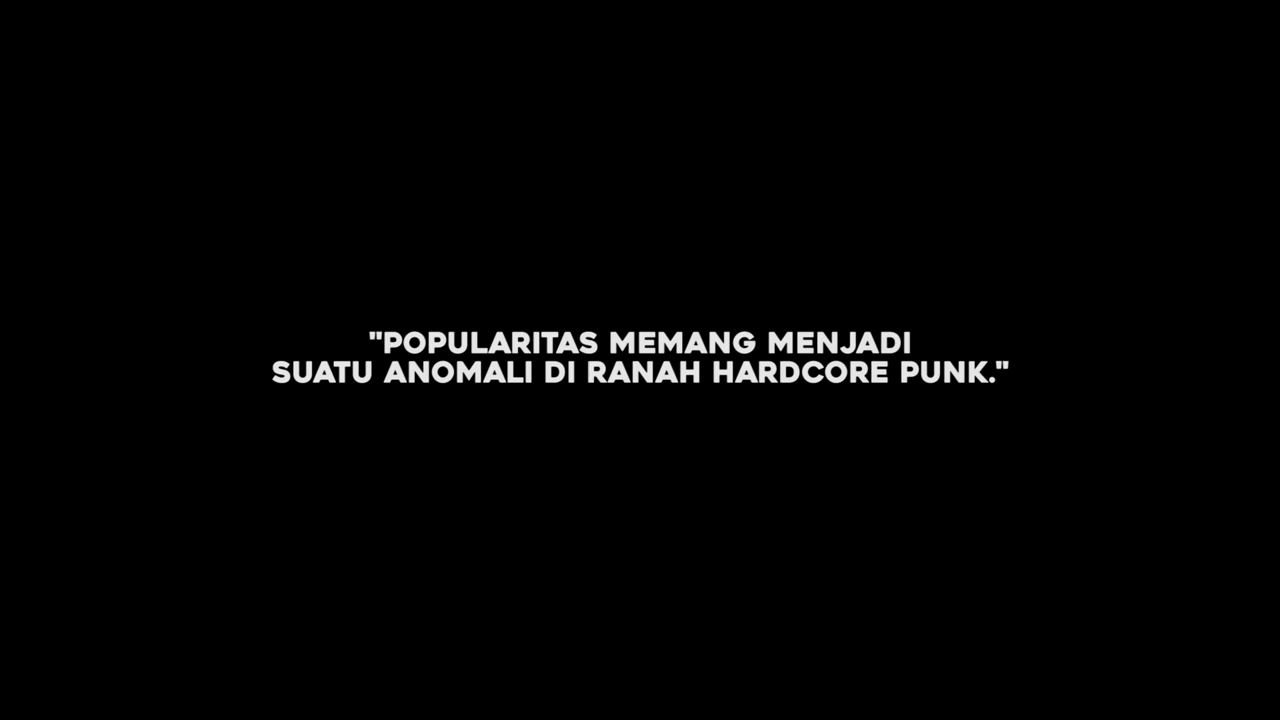 "POPULARITAS MEMANG MENJADI
SUATU ANOMALI DI RANAH HARDCORE PUNK."